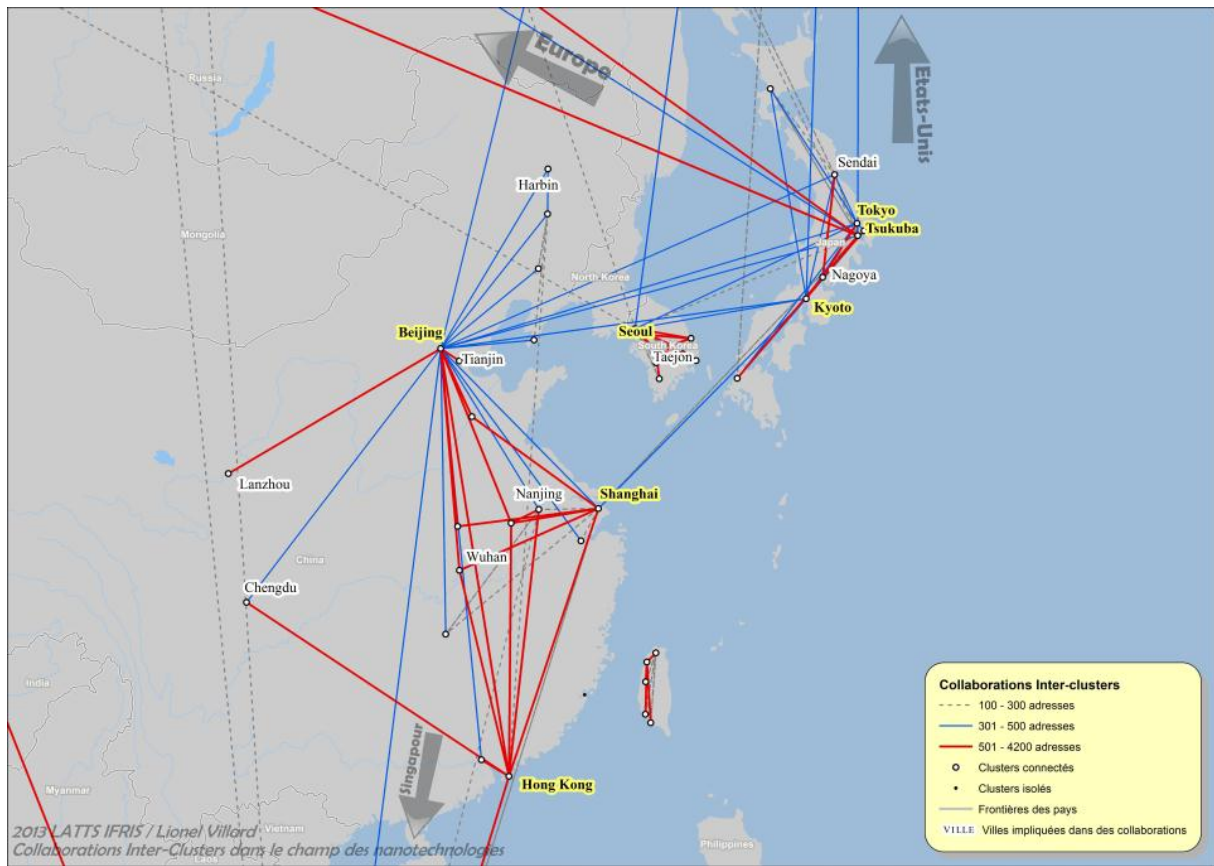 Europe
Etats-Unis
Russia
Sendai
Harbin
Tokyo
Tsukuba
Mongolia
Japan
North Korea
Nagoya
Kyoto
Beijing
Seoul
South Korea
Tianjin
Taejon
Lanzhou
Nanjing
Shanghai
Wuhan
China
Chengdu
India
Collaborations Inter-clusters
100 - 300 adresses
301 - 500 adresses
501 - 4200 adresses
Clusters connectés
Clusters isolés
Frontières des pays
VILLE Villes impliquées dans des collaborations
Singapour
Hong Kong
Myanmar
Vietnam
Laos
Philippines
2013 LATTS IFRIS / Lionel Villard
Collaborations Inter-Clusters dans le champ des nanotechnologies